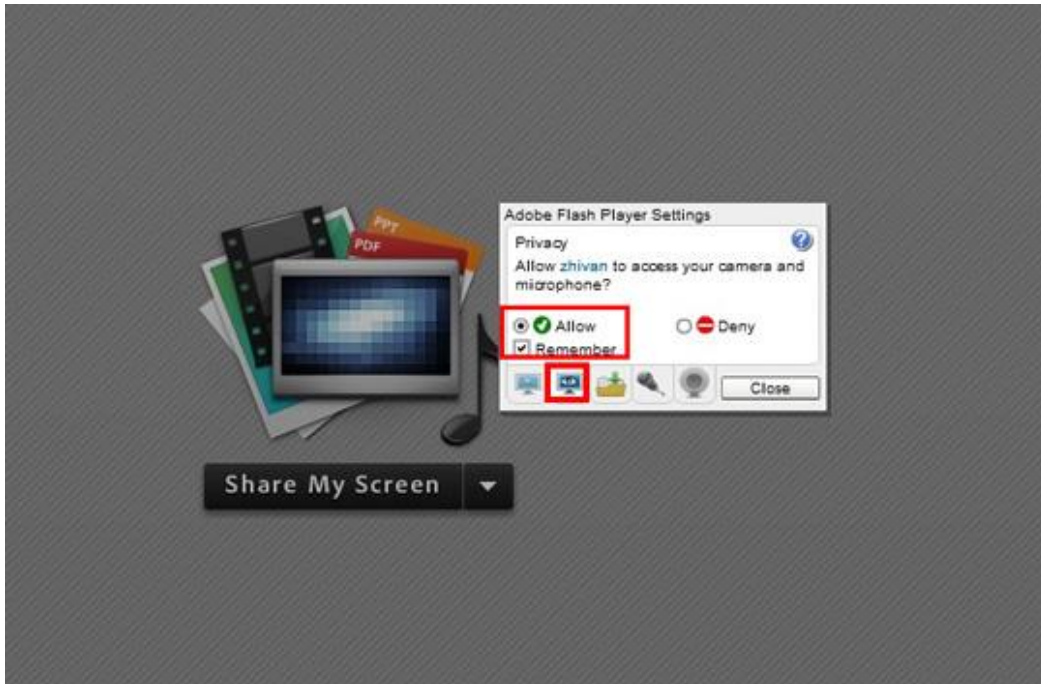 PPT
PDF
Adobe Flash Player Settings
Privacy
Allow zhivan to access your camera and
microphone?
Allow
Deny
Remember
Close
Share My Screen